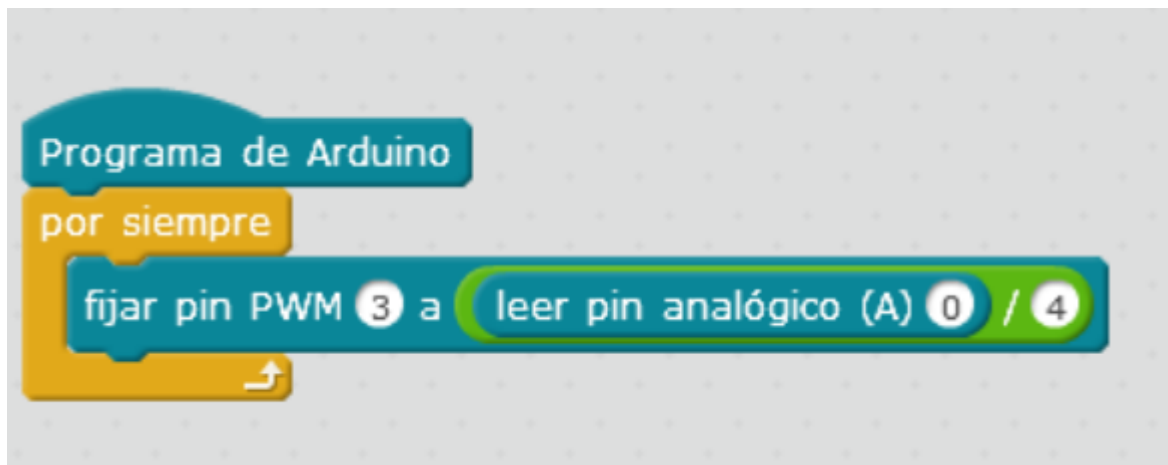 Programa de Arduino
por siempre
fijar pin PWM 3 a leer pin analógico (A) 0 / 4